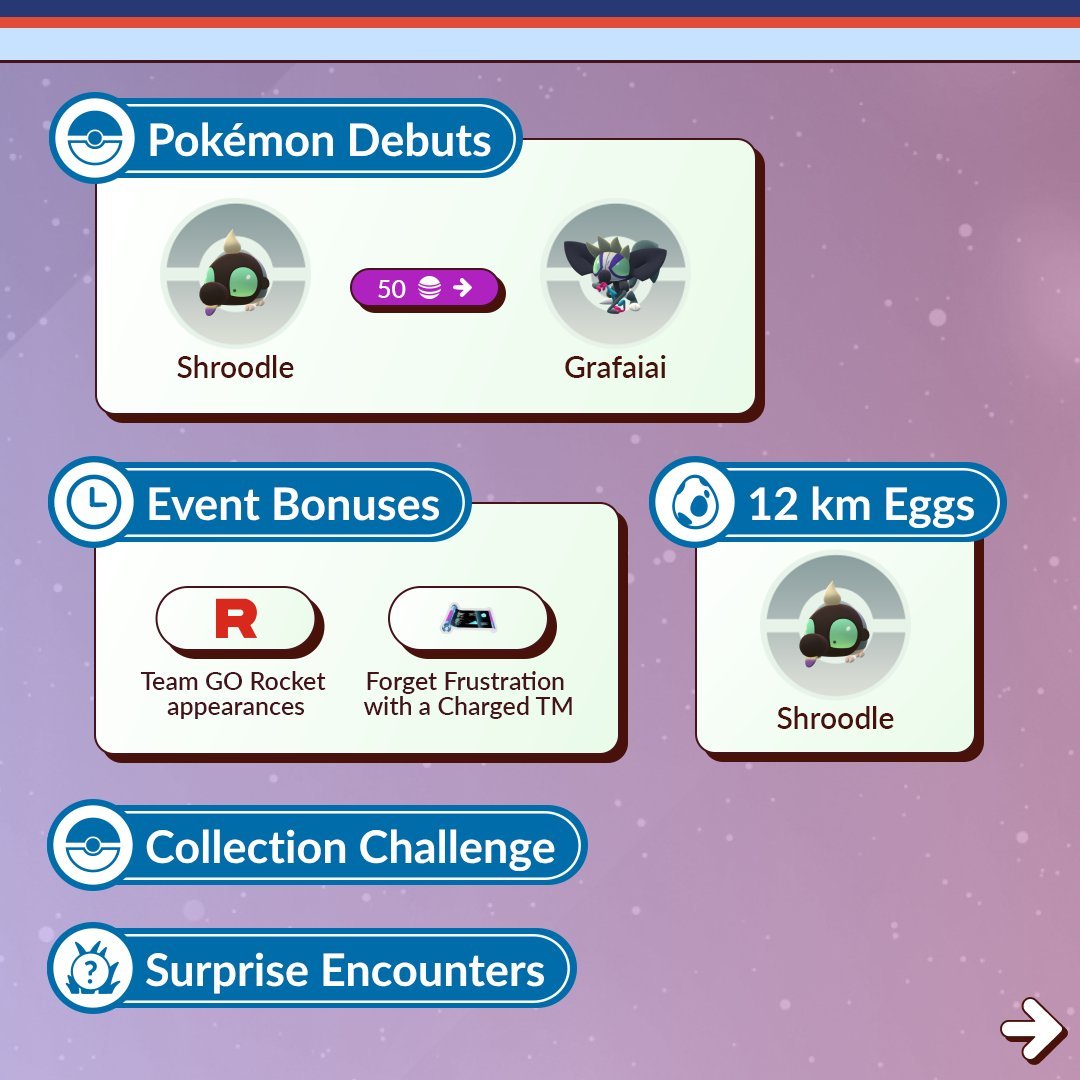 Pokémon Debuts
50
Shroodle
Grafaiai
Event Bonuses
R
Team GO Rocket
appearances
Forget Frustration
with a Charged TM
12 km Eggs
Shroodle
Collection Challenge
?
Surprise Encounters